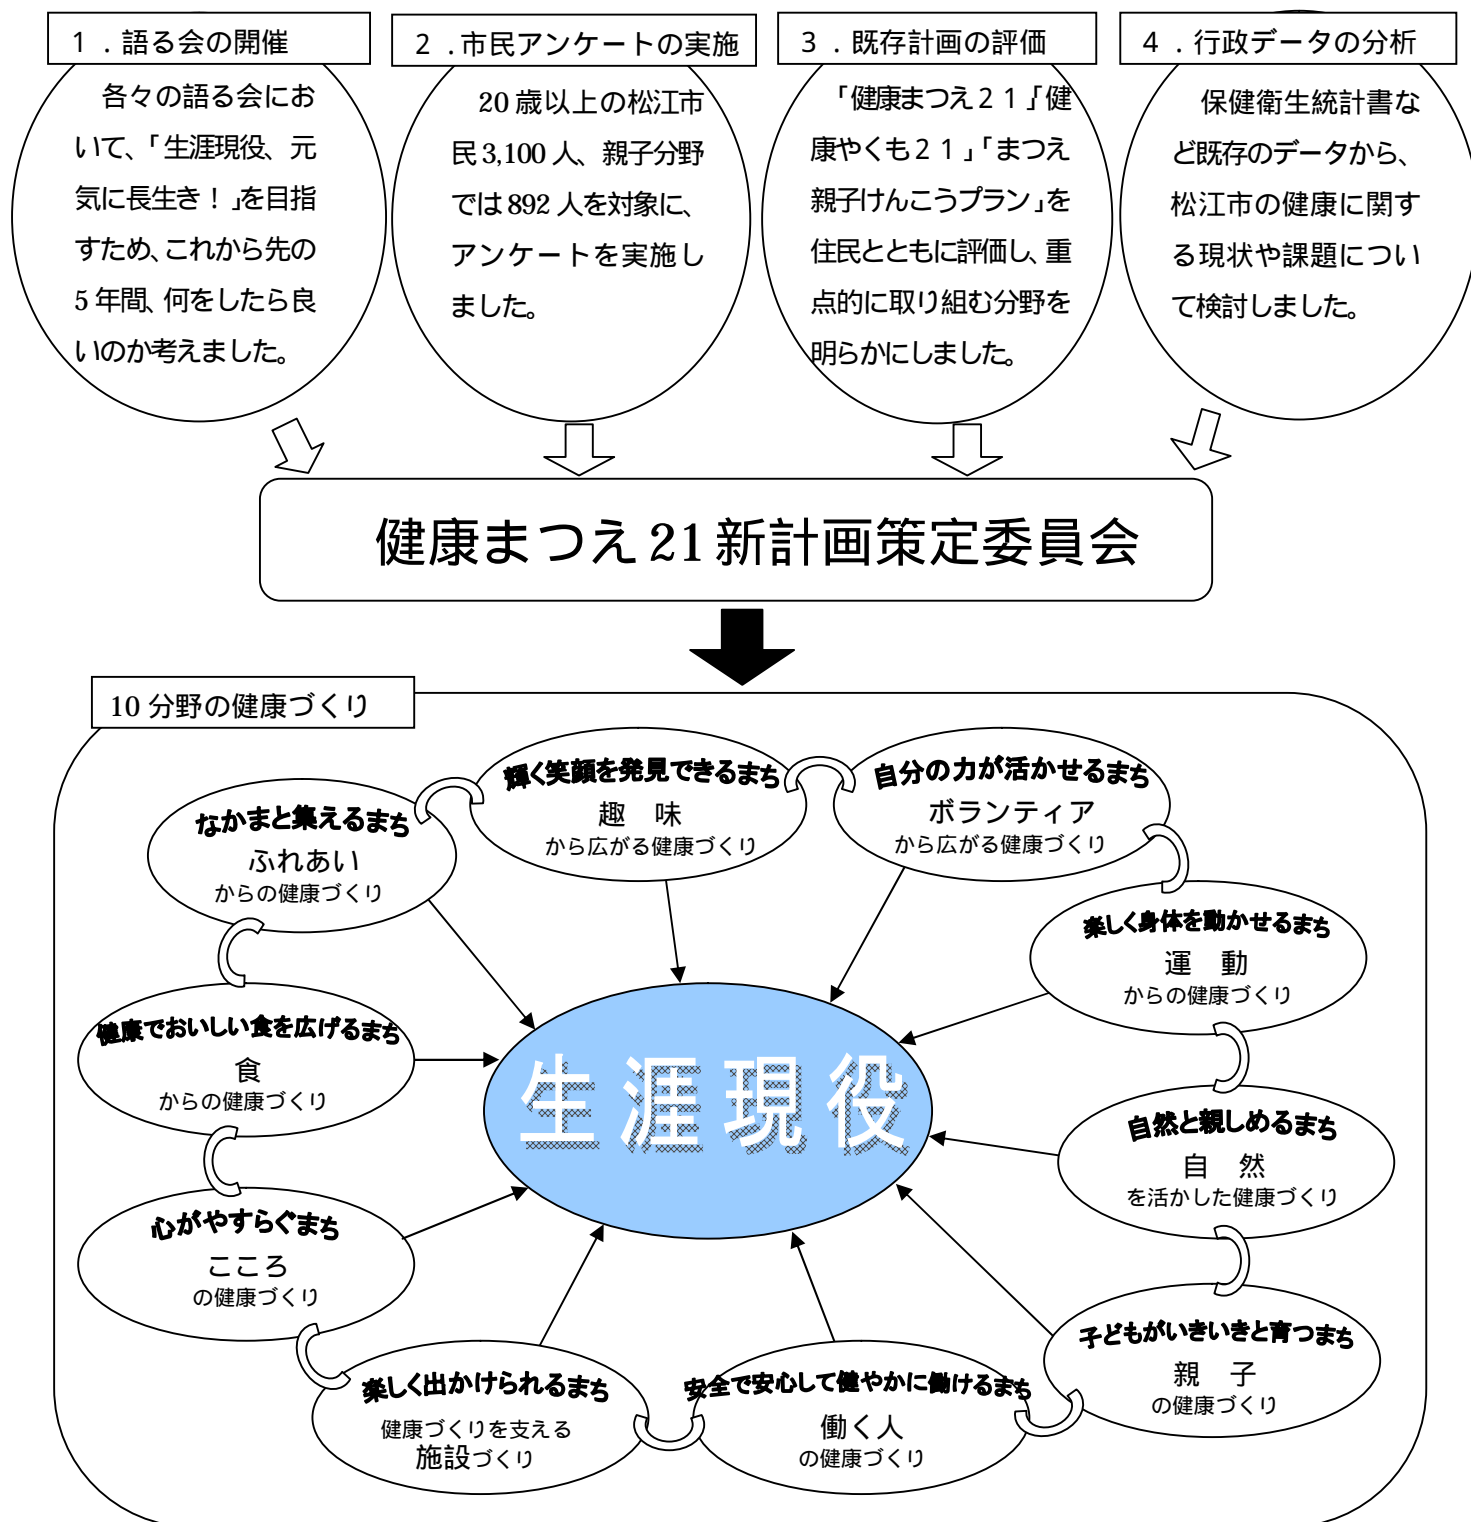 １．語る会の開催
各々の語る会にお
いて、「生涯現役、元
気に長生き！」を目指
すため、これから先の
5年間、何をしたら良
いのか考えました。
２．市民アンケートの実施
20歳以上の松江市
民3,100人、親子分野
では892人を対象に、
アンケートを実施し
ました。
３．既存計画の評価
「健康まつえ２１」「健
康やくも２１」「まつえ
親子けんこうプラン」を
住民とともに評価し、重
点的に取り組む分野を
明らかにしました。
４．行政データの分析
保健衛生統計書な
ど既存のデータから、
松江市の健康に関す
る現状や課題につい
て検討しました。
健康まつえ21新計画策定委員会
10分野の健康づくり
輝く笑顔を発見できるまち
趣　味
から広がる健康づくり
自分の力が活かせるまち
ボランティア
から広がる健康づくり
なかまと集えるまち
ふれあい
からの健康づくり
楽しく身体を動かせるまち
運　動
からの健康づくり
健康でおいしい食を広げるまち
食
からの健康づくり
生涯現役
自然と親しめるまち
自　然
を活かした健康づくり
心がやすらぐまち
こころ
の健康づくり
子どもがいきいきと育つまち
親　子
の健康づくり
楽しく出かけられるまち
健康づくりを支える
施設づくり
安全で安心して健やかに働けるまち
働く人
の健康づくり